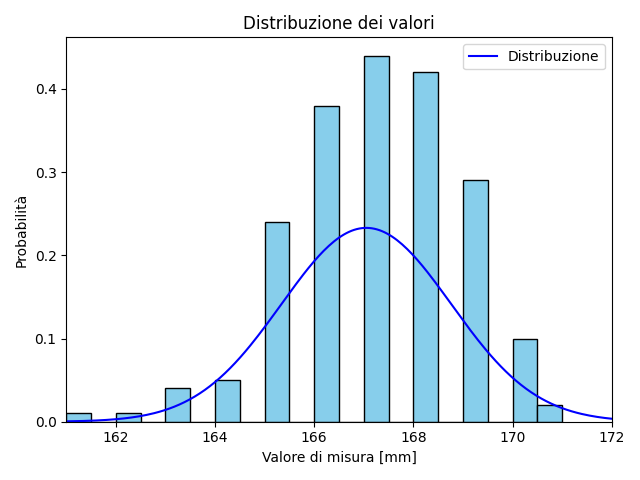 Distribuzione dei valori
Distribuzione
Probabilità
0.4
0.3
0.2
0.1
0.0
162 164 166 168 170 172
Valore di misura [mm]